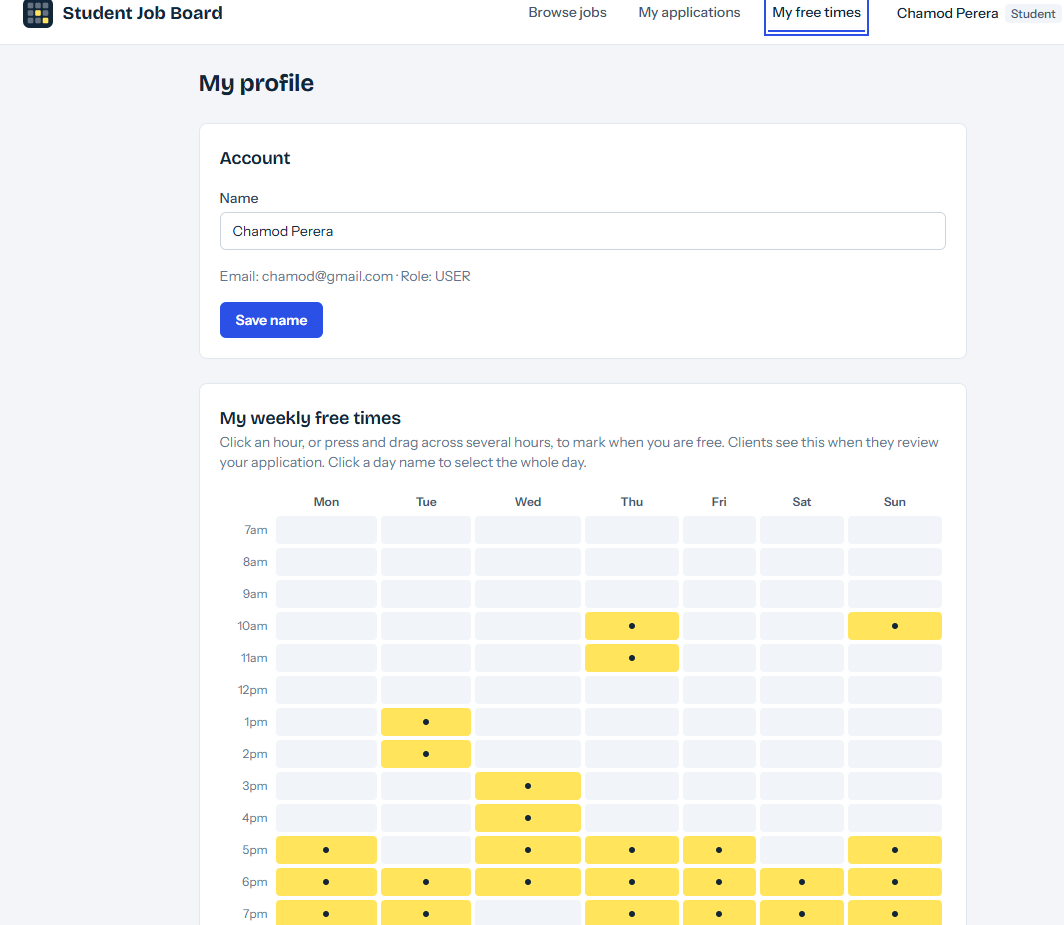 Student Job Board
Browse jobs
My applications
My free times
Chamod Perera
Student
My profile
Account
Name
Chamod Perera
Email: chamod@gmail.com · Role: USER
Save name
My weekly free times
Click an hour, or press and drag across several hours, to mark when you are free. Clients see this when they review
your application. Click a day name to select the whole day.
Mon Tue Wed Thu Fri Sat Sun
7am
8am
9am
10am
11am
12pm
1pm
2pm
3pm
4pm
5pm
6pm
7pm